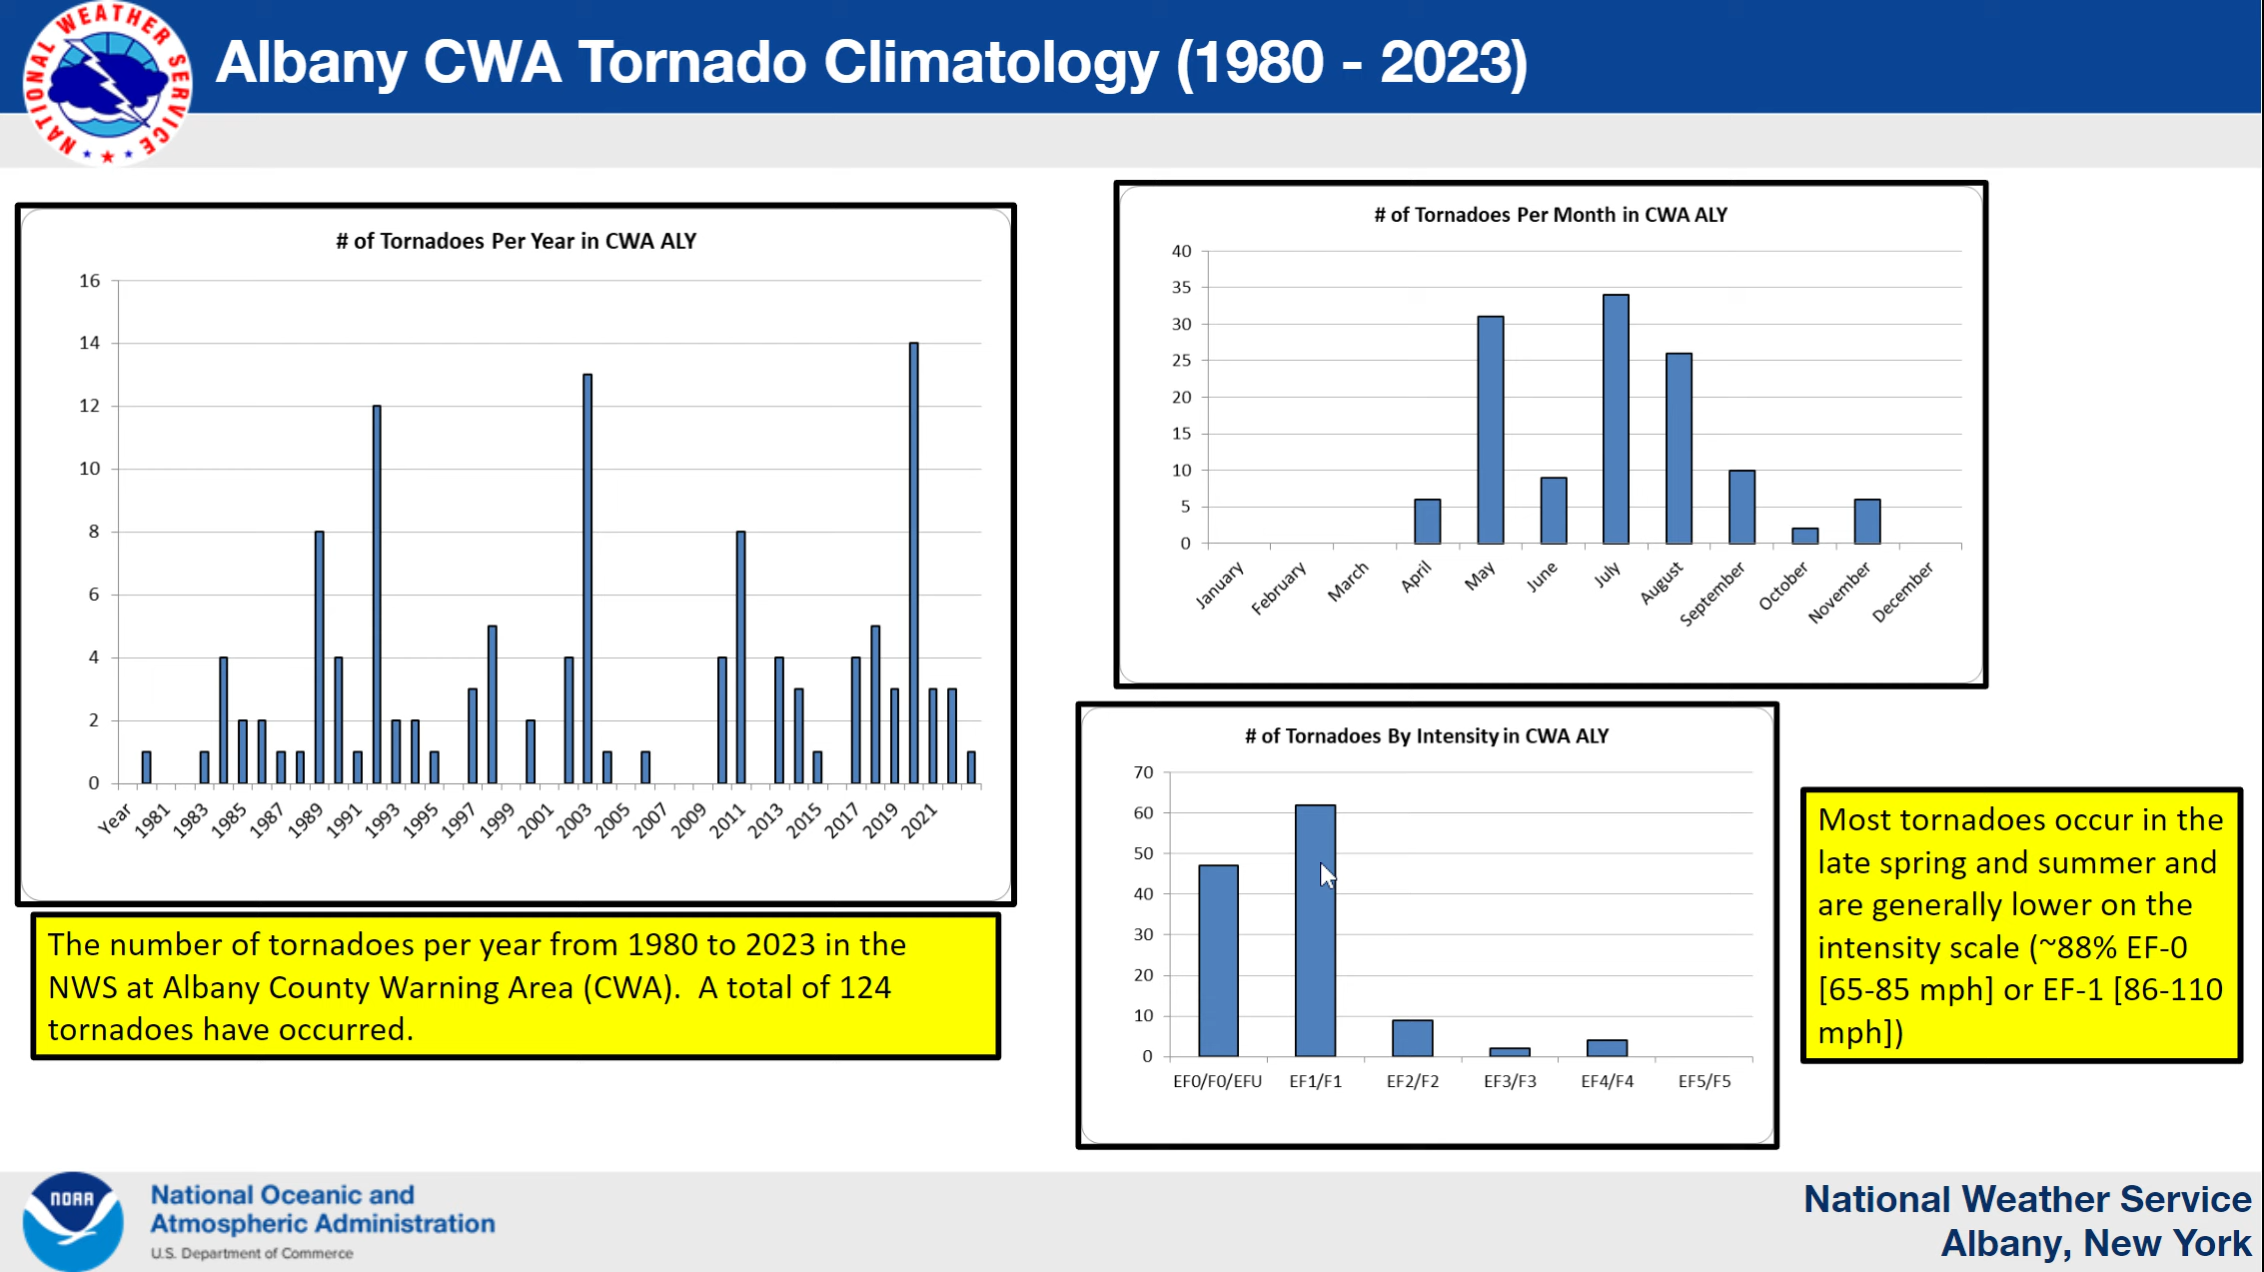 NATIONAL WEATHER SERVICE
Albany CWA Tornado Climatology (1980 - 2023)
# of Tornadoes Per Year in CWA ALY
16
14
12
10
8
6
4
2
0
Year 1981 1983 1985 1987 1989 1991 1993 1995 1997 1999 2001 2003 2005 2007 2009 2011 2013 2015 2017 2019 2021
The number of tornadoes per year from 1980 to 2023 in the
NWS at Albany County Warning Area (CWA). A total of 124
tornadoes have occurred.
# of Tornadoes Per Month in CWA ALY
40
35
30
25
20
15
10
5
0
January February March April May June July August September October November December
# of Tornadoes By Intensity in CWA ALY
70
60
50
40
30
20
10
0
EF0/F0/EFU EF1/F1 EF2/F2 EF3/F3 EF4/F4 EF5/F5
Most tornadoes occur in the
late spring and summer and
are generally lower on the
intensity scale (~88% EF-0
[65-85 mph] or EF-1 [86-110
mph])
NOAA
National Oceanic and
Atmospheric Administration
U.S. Department of Commerce
National Weather Service
Albany, New York